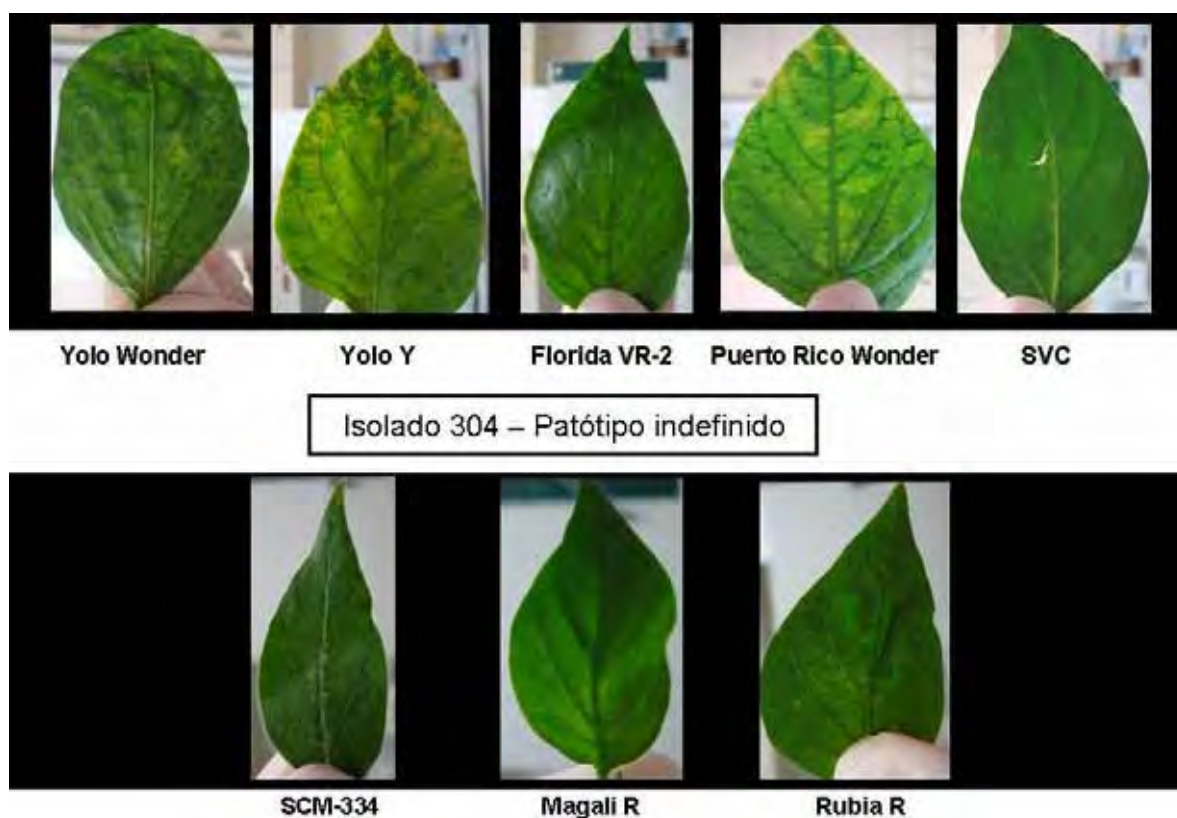 Yolo Wonder Yolo Y Florida VR-2 Puerto Rico Wonder SVC
Isolado 304 – Patótipo indefinido
SCM-334 Magali R Rubia R